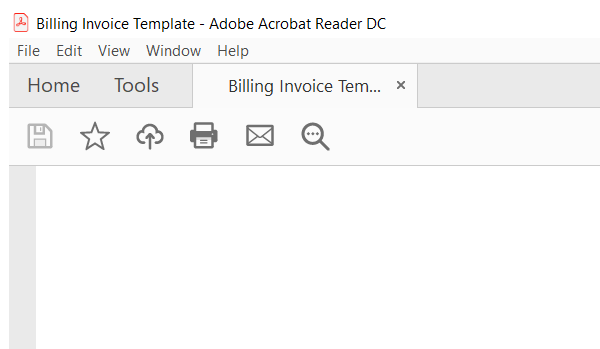 Billing Invoice Template - Adobe Acrobat Reader DC
File Edit View Window Help
Home Tools Billing Invoice Tem... ×